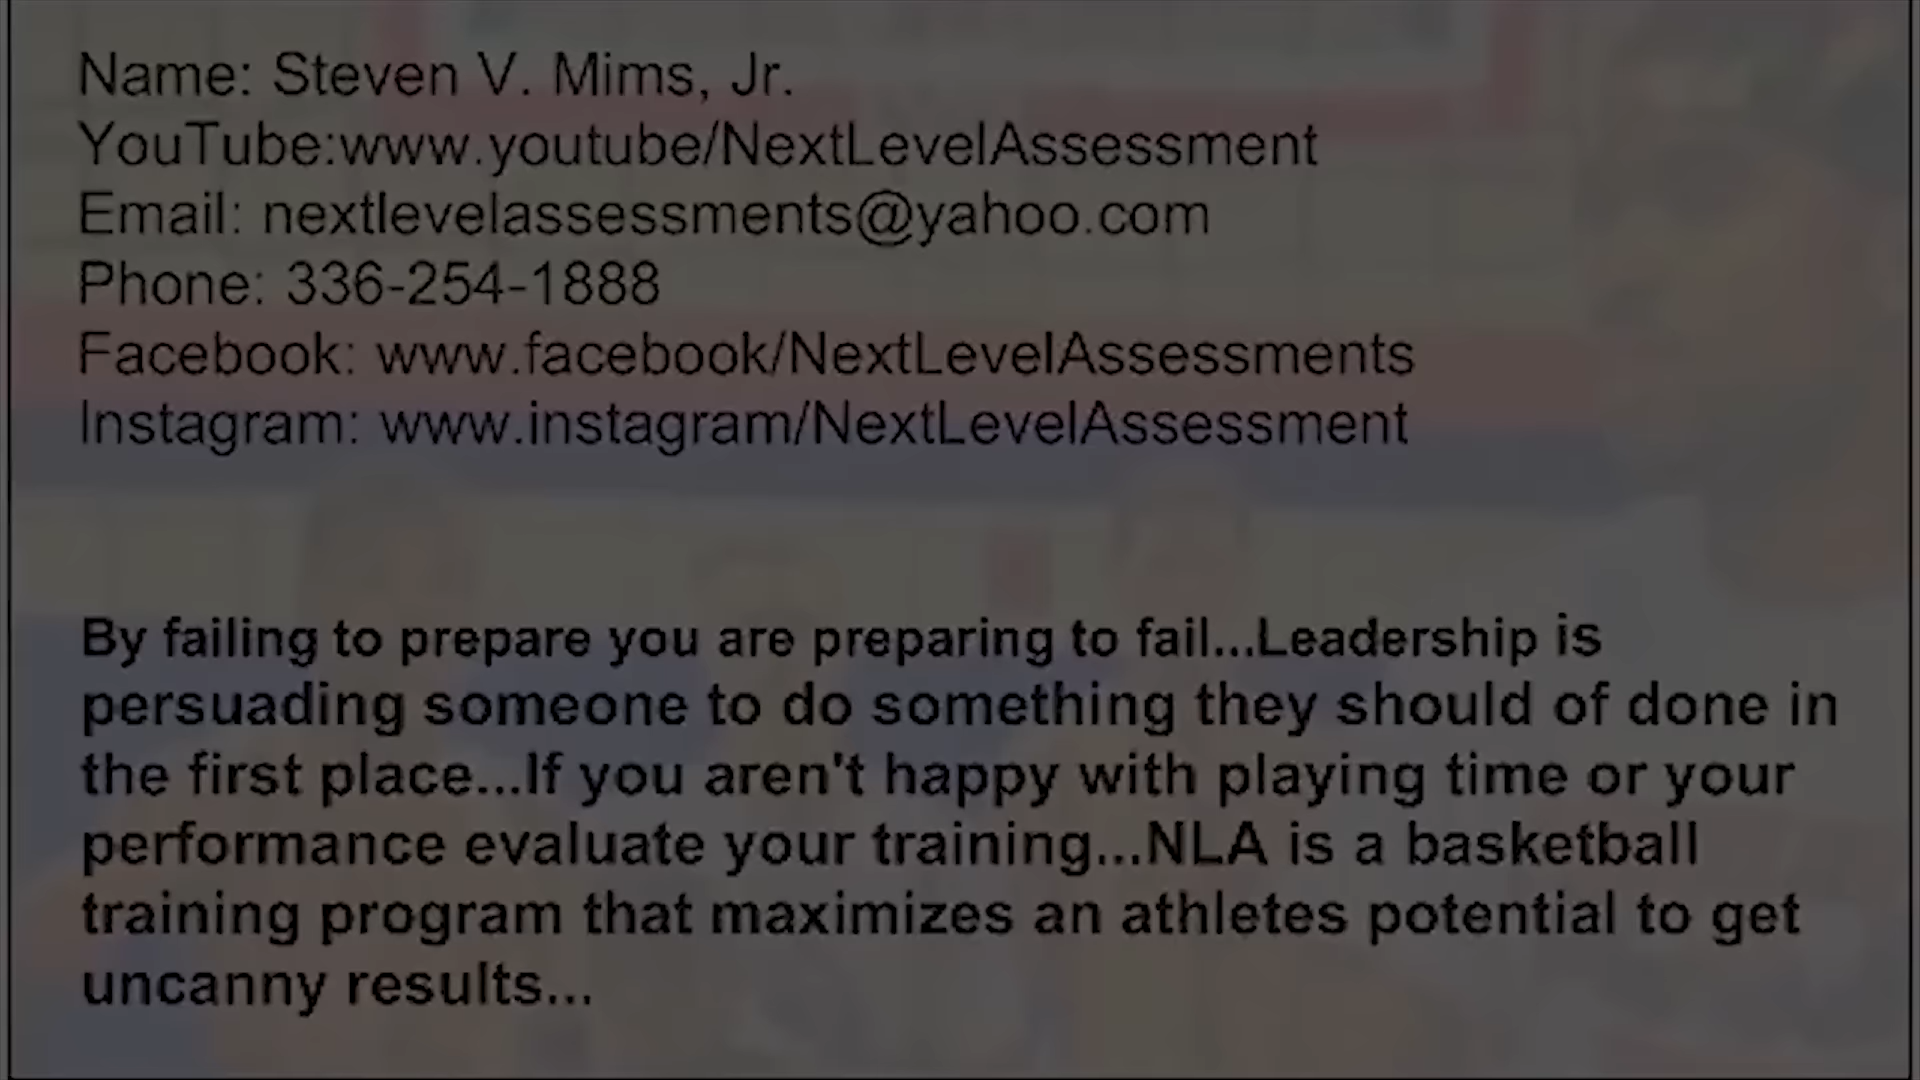 Name: Steven V. Mims, Jr.
YouTube:www.youtube/NextLevelAssessment
Email: nextlevelassessments@yahoo.com
Phone: 336-254-1888
Facebook: www.facebook/NextLevelAssessments
Instagram: www.instagram/NextLevelAssessment
By failing to prepare you are preparing to fail...Leadership is
persuading someone to do something they should of done in
the first place...If you aren't happy with playing time or your
performance evaluate your training...NLA is a basketball
training program that maximizes an athletes potential to get
uncanny results...